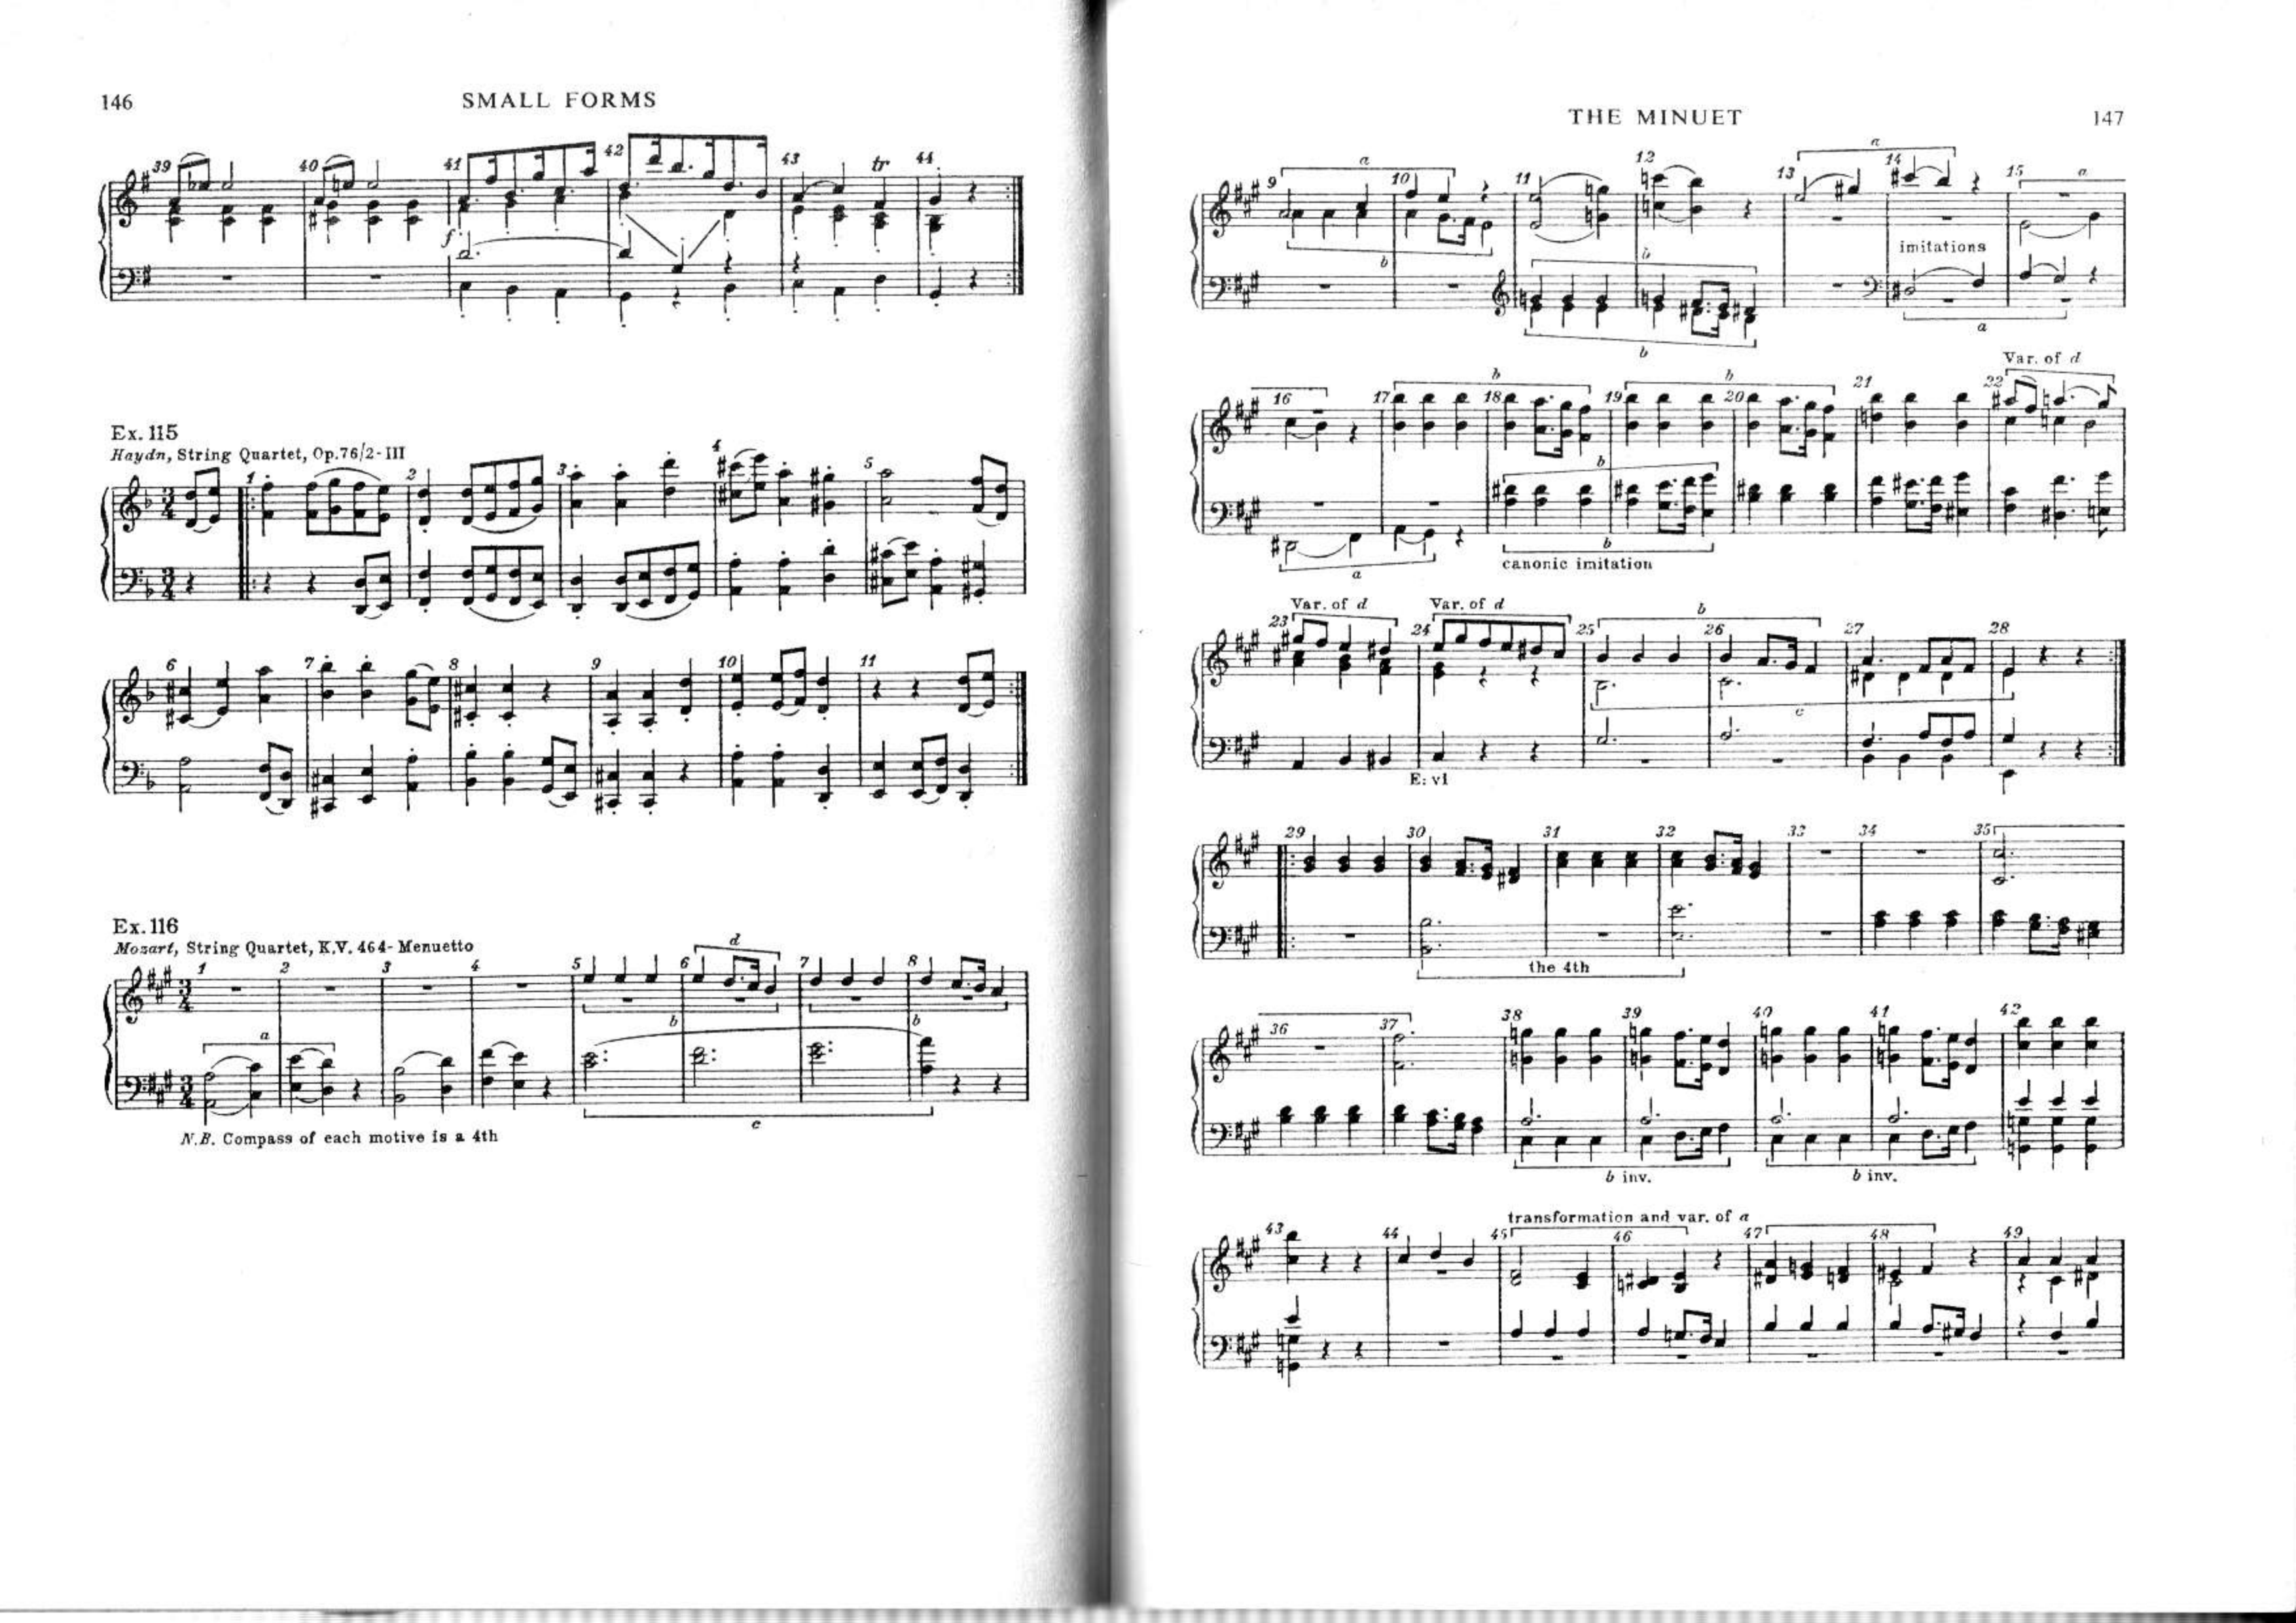 146
SMALL FORMS
39 40 41 42 43 tr 44
f
Ex. 115
Haydn, String Quartet, Op.76/2-III
1 2 3 4 5
6 7 8 9 10 11
Ex. 116
Mozart, String Quartet, K.V. 464- Menuetto
d
1 2 3 4 5 6 7 8
b b
a
c
N.B. Compass of each motive is a 4th
THE MINUET
147
a a
9 10 11 12 13 14 15 a
imitations
b b
a
b
Var. of d
b b
16 17 18 19 20 21 22
b
b
a
canonic imitation
Var. of d Var. of d b
23 24 25 26 27 28
c
E: vi
29 30 31 32 33 34 35
the 4th
36 37 38 39 40 41 42
b inv. b inv.
transformation and var. of a
43 44 45 46 47 48 49